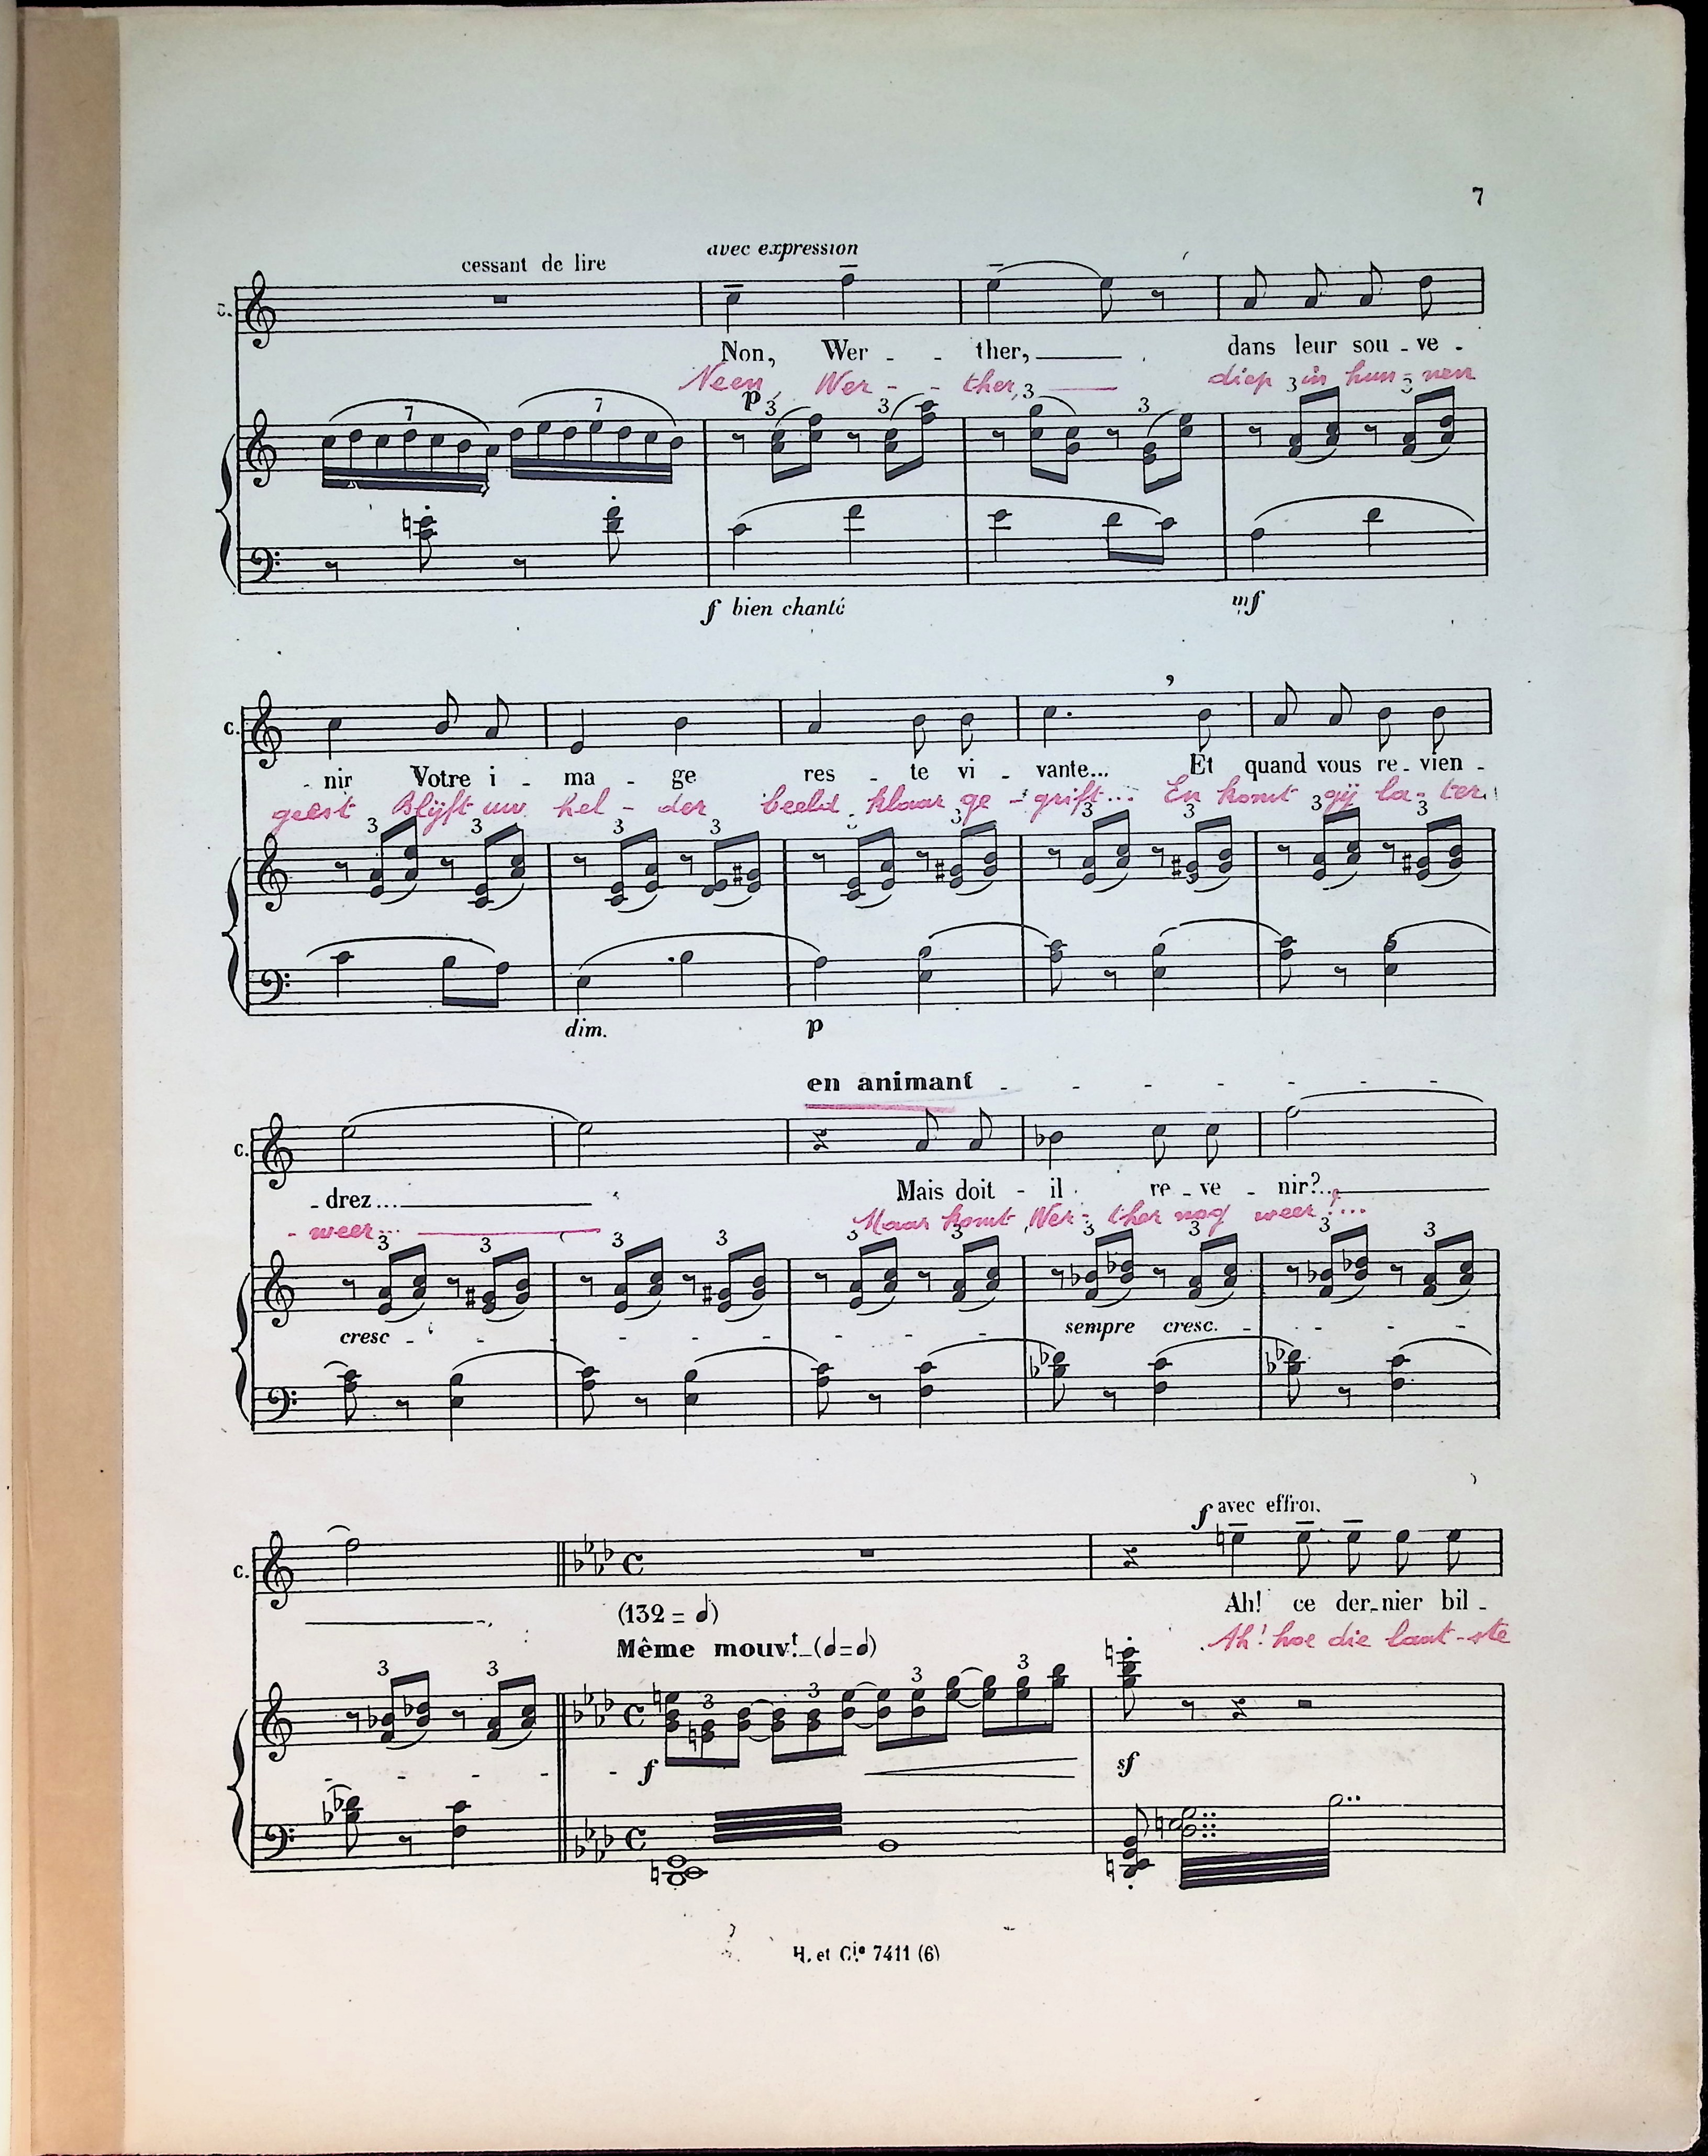 7
cessant de lire
avec expression
C.
Non, Wer - - ther,
dans leur sou - ve -
Neen, Wer - - ther,
diep in hun - nen
p
3 3 3 3 3 3
7 7
f bien chanté
mf
C.
- nir Votre i - ma - ge res - te vi - vante... Et quand vous re - vien -
geest Blijft uw hel - der beeld klaar ge - grift... En komt gij la - ter
3 3 3 3 3 3 3 3 3
dim.
p
en animant - - - - - - -
C.
- drez... Mais doit - il re - ve - nir?...
- weer... Maar komt Wer - ther nog weer?...
3 3 3 3 3 3 3 3 3 3
cresc - - - - - - - - sempre cresc. - - - -
f avec effroi.
C.
Ah! ce der - nier bil -
(132 = 𝅗𝅥)
Ah! hoe die laat - ste
Même mouvt. (𝅗𝅥 = 𝅗𝅥)
3 3 3 3 3 3
f
sf
H. et Cie 7411 (6)